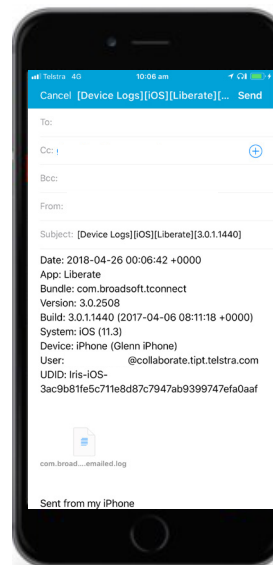 Telstra 4G 10:06 am
Cancel [Device Logs][iOS][Liberate][... Send
To:
Cc:
Bcc:
From:
Subject: [Device Logs][iOS][Liberate][3.0.1.1440]
Date: 2018-04-26 00:06:42 +0000
App: Liberate
Bundle: com.broadsoft.tconnect
Version: 3.0.2508
Build: 3.0.1.1440 (2017-04-06 08:11:18 +0000)
System: iOS (11.3)
Device: iPhone (Glenn iPhone)
User: @collaborate.tipt.telstra.com
UDID: Iris-iOS-
3ac9b81fe5c711e8d87c7947ab9399747efa0aaf
com.broad....emailed.log
Sent from my iPhone